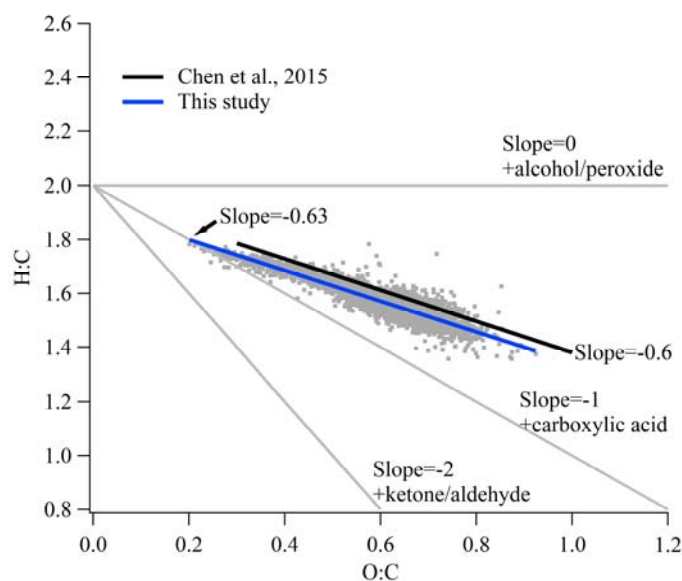 2.6
2.4
2.2
2.0
1.8
1.6
1.4
1.2
1.0
0.8
H:C
Chen et al., 2015
This study
Slope=0
+alcohol/peroxide
Slope=-0.63
Slope=-0.6
Slope=-1
+carboxylic acid
Slope=-2
+ketone/aldehyde
0.0 0.2 0.4 0.6 0.8 1.0 1.2
O:C